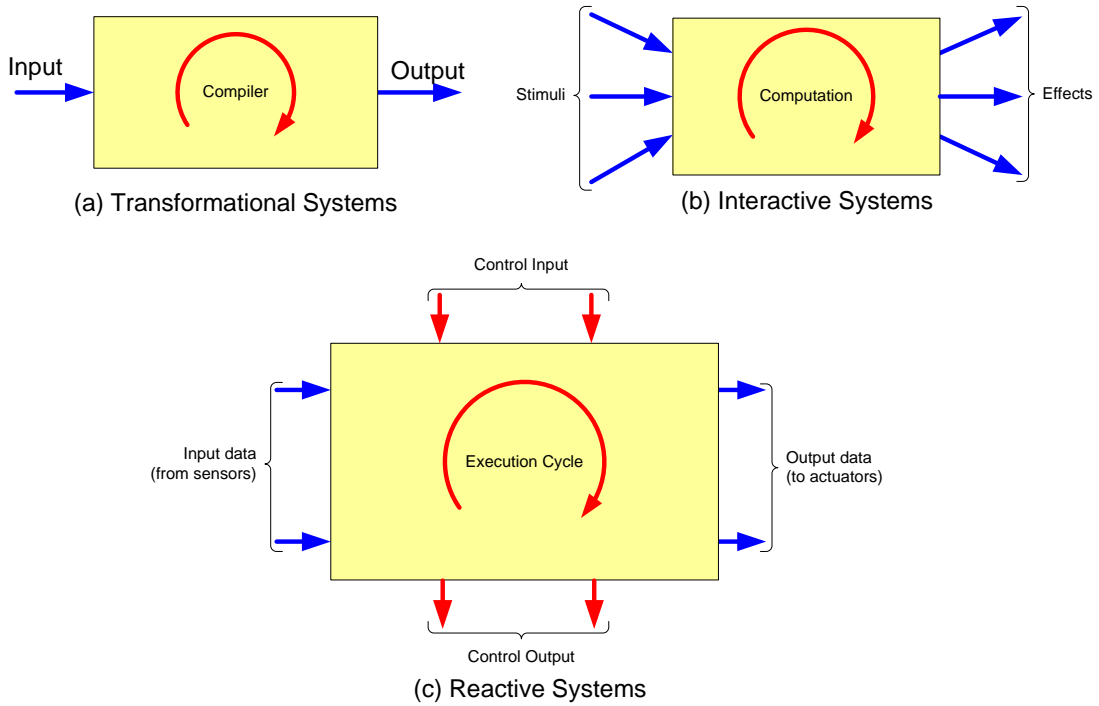 Input
Compiler
Output
(a) Transformational Systems
Stimuli
Computation
Effects
(b) Interactive Systems
Control Input
Input data
(from sensors)
Execution Cycle
Output data
(to actuators)
Control Output
(c) Reactive Systems